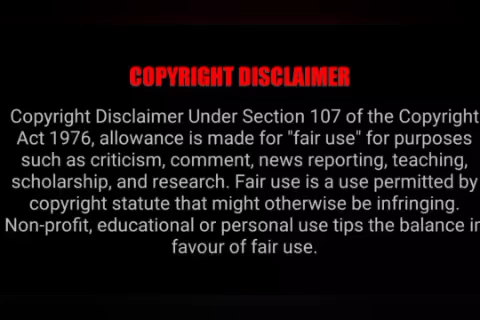 COPYRIGHT DISCLAIMER
Copyright Disclaimer Under Section 107 of the Copyright
Act 1976, allowance is made for "fair use" for purposes
such as criticism, comment, news reporting, teaching,
scholarship, and research. Fair use is a use permitted by
copyright statute that might otherwise be infringing.
Non-profit, educational or personal use tips the balance in
favour of fair use.